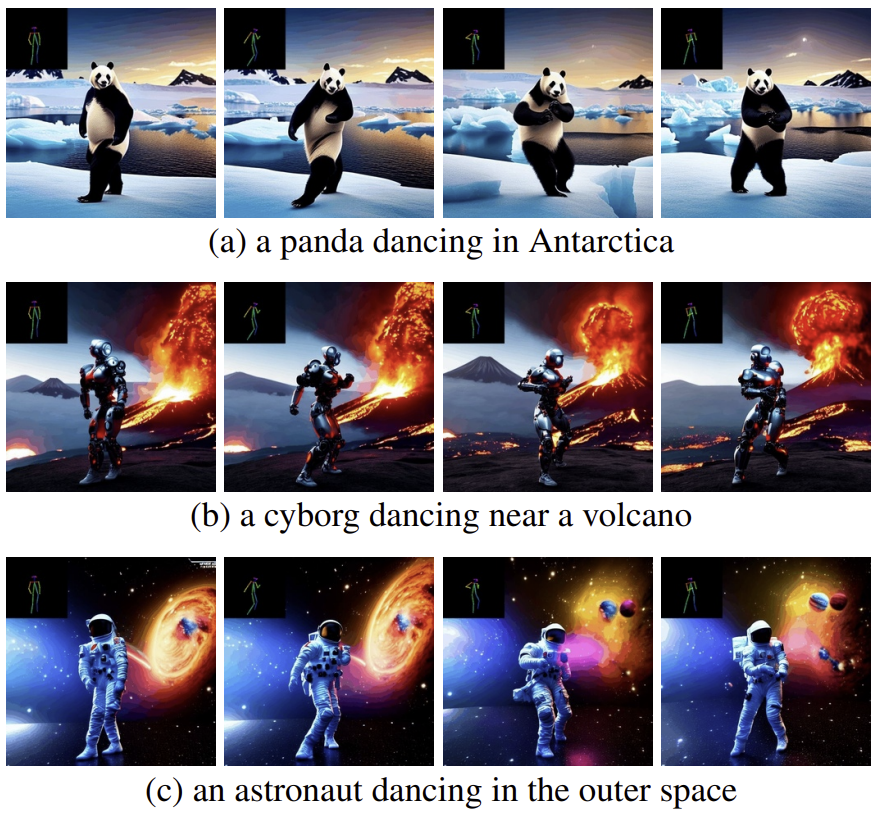 (a) a panda dancing in Antarctica
(b) a cyborg dancing near a volcano
(c) an astronaut dancing in the outer space